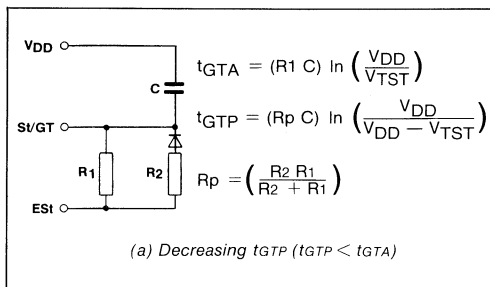 VDD
tGTA = (R1 C) ln (VDD / VTST)
C
tGTP = (Rp C) ln (VDD / VDD − VTST)
St/GT
R1 R2
Rp = (R2 R1 / R2 + R1)
ESt
(a) Decreasing tGTP (tGTP < tGTA)